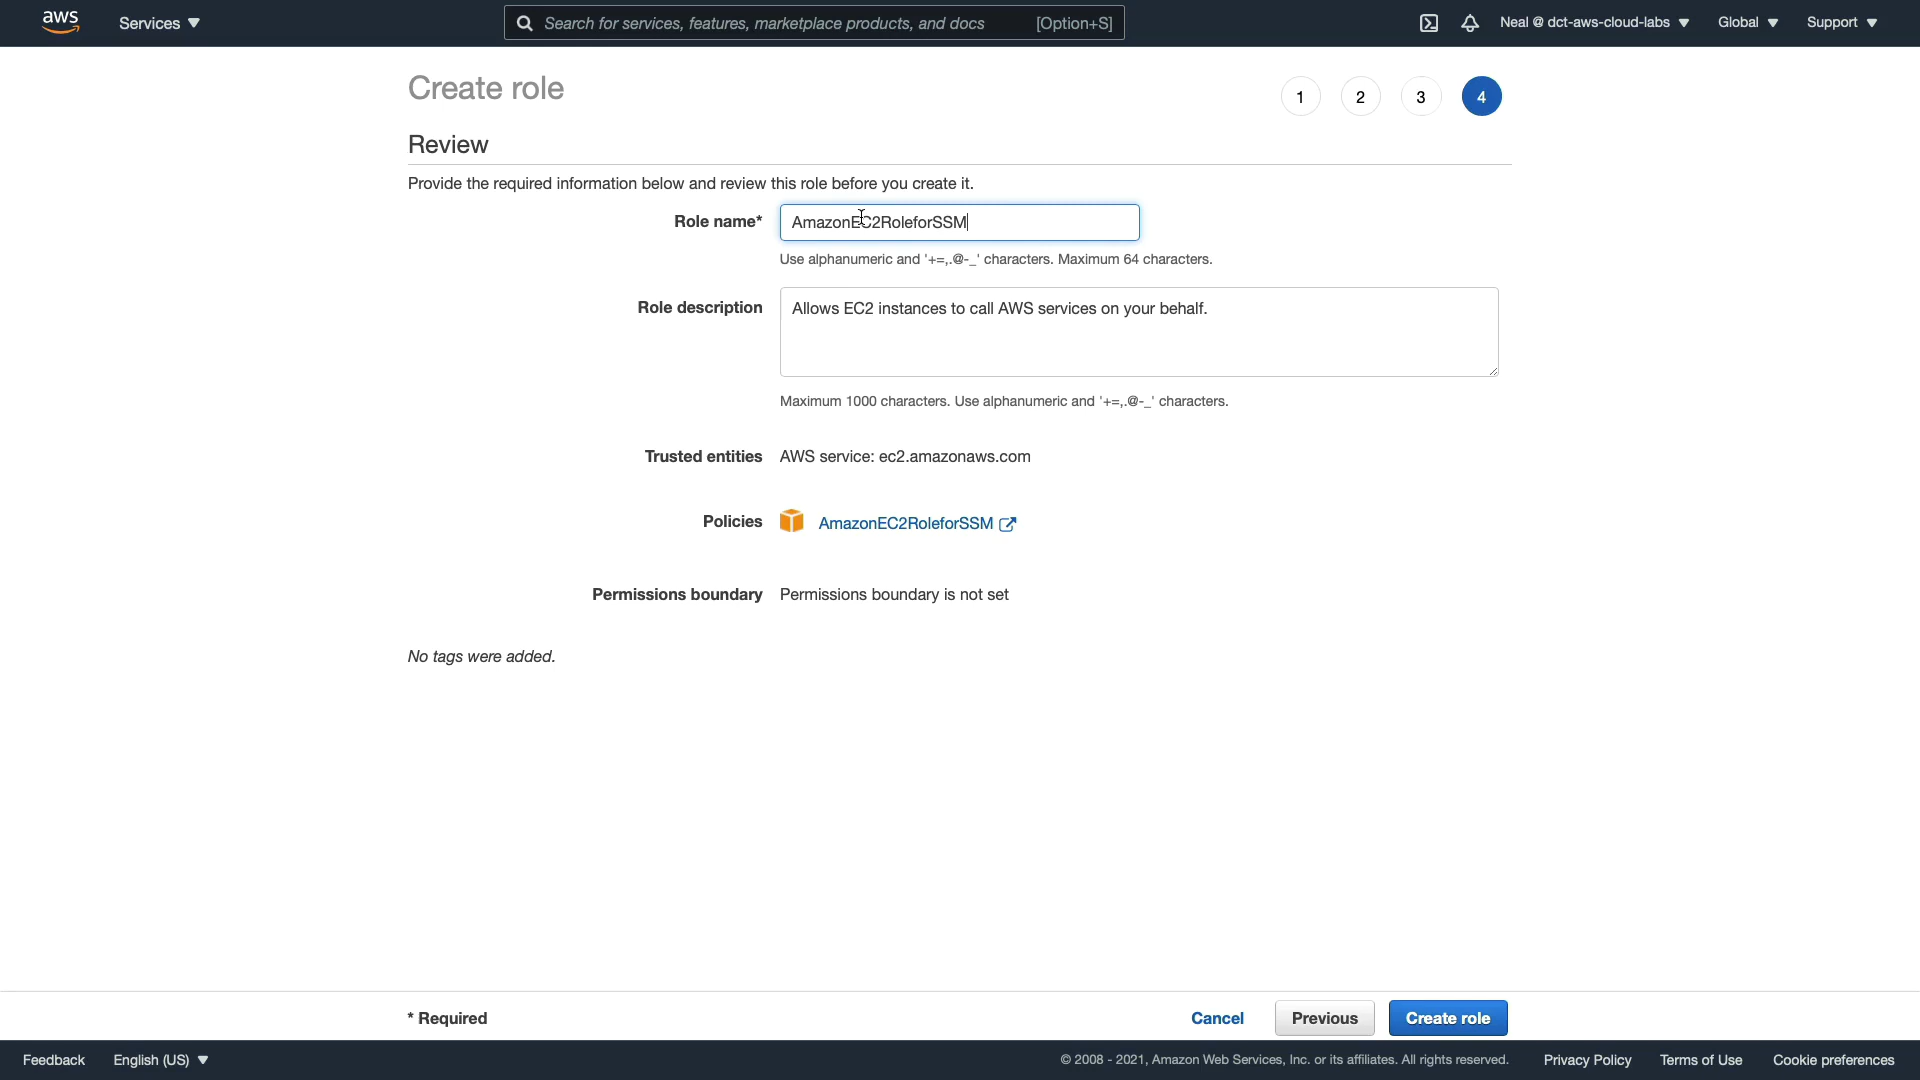 aws Services Search for services, features, marketplace products, and docs [Option+S] Neal @ dct-aws-cloud-labs Global Support
Create role 1 2 3 4
Review
Provide the required information below and review this role before you create it.
Role name* AmazonEC2RoleforSSM
Use alphanumeric and '+=,.@-_' characters. Maximum 64 characters.
Role description Allows EC2 instances to call AWS services on your behalf.
Maximum 1000 characters. Use alphanumeric and '+=,.@-_' characters.
Trusted entities AWS service: ec2.amazonaws.com
Policies AmazonEC2RoleforSSM
Permissions boundary Permissions boundary is not set
No tags were added.
* Required Cancel Previous Create role
Feedback English (US) © 2008 - 2021, Amazon Web Services, Inc. or its affiliates. All rights reserved. Privacy Policy Terms of Use Cookie preferences